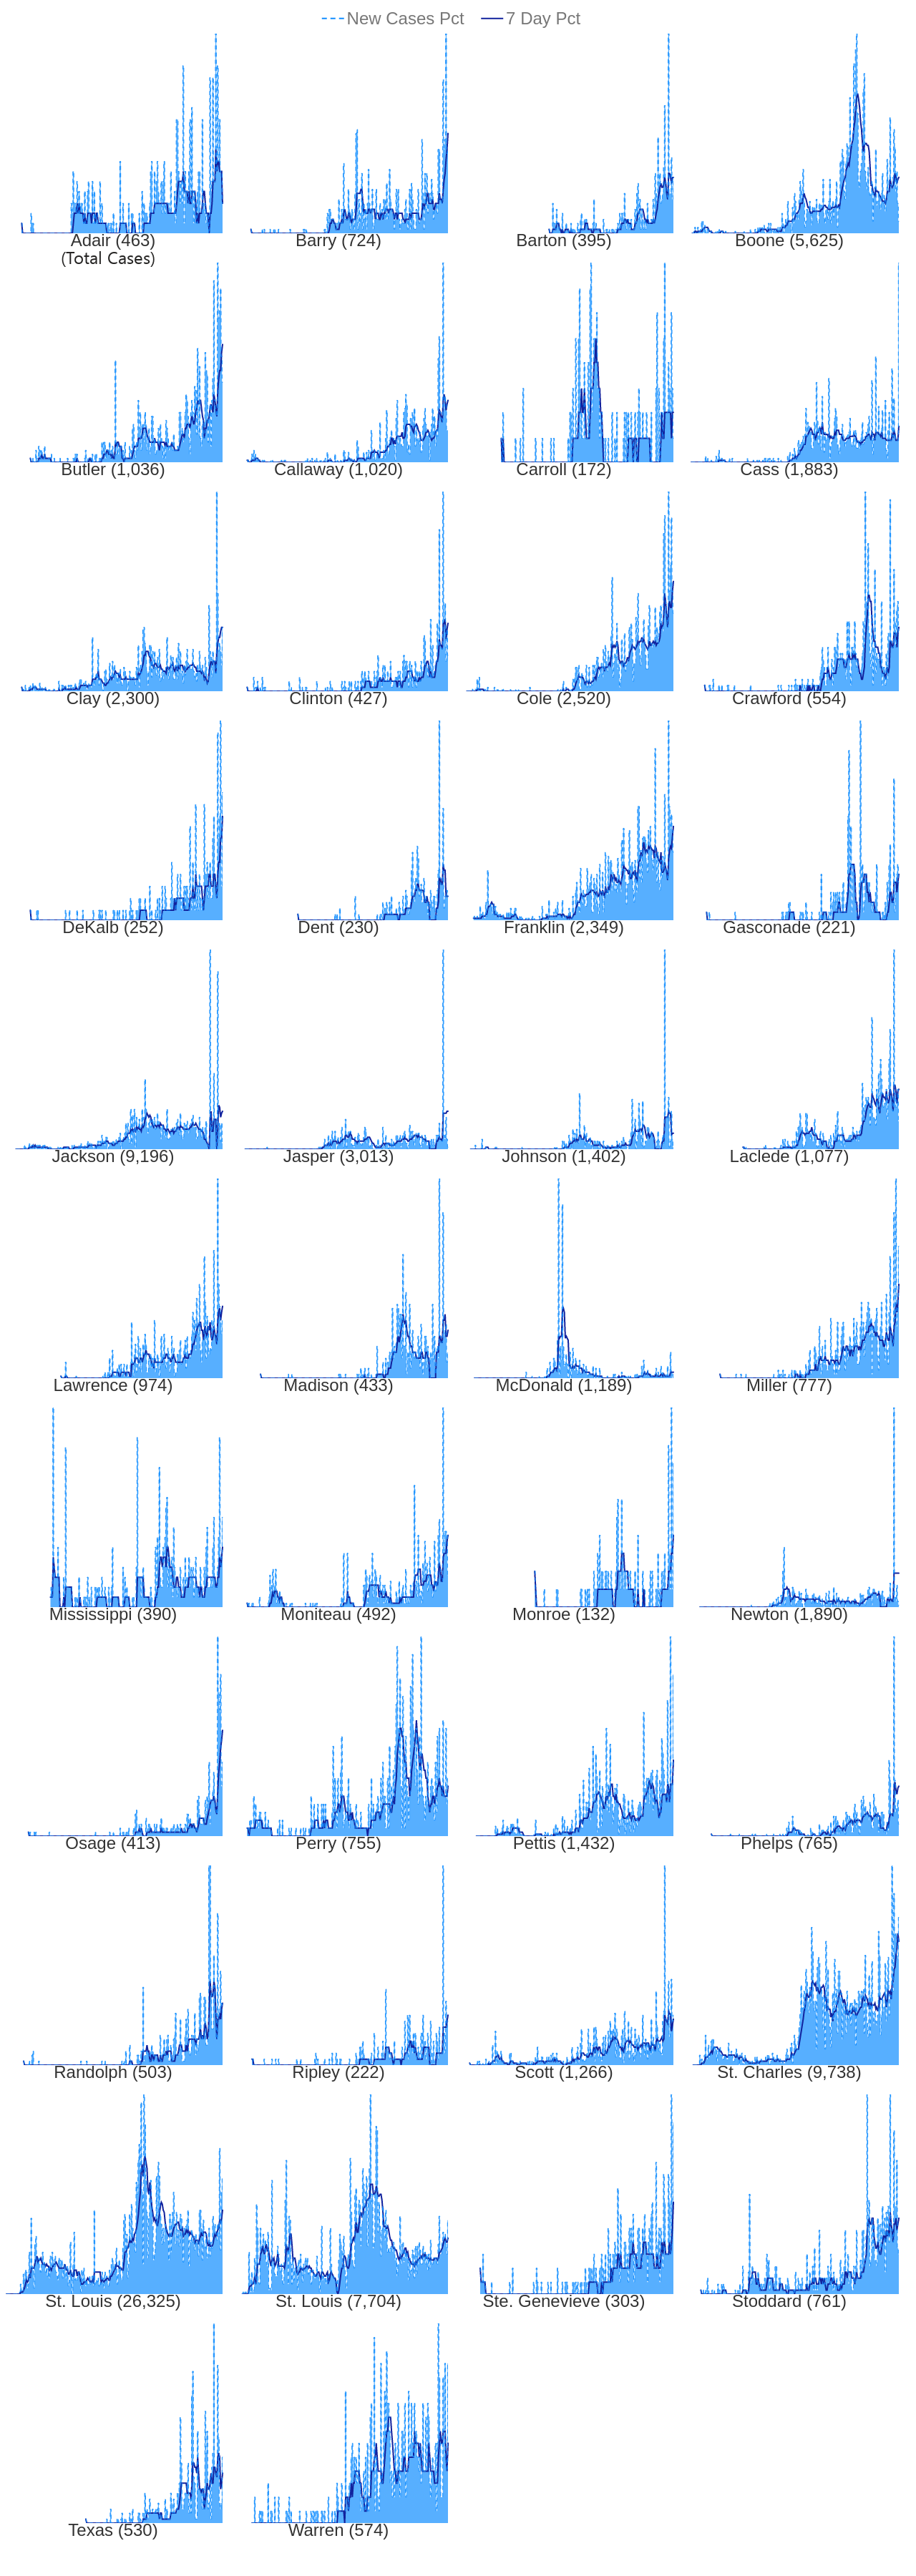 New Cases Pct 7 Day Pct
Adair (463) Barry (724) Barton (395) Boone (5,625)
(Total Cases)
Butler (1,036) Callaway (1,020) Carroll (172) Cass (1,883)
Clay (2,300) Clinton (427) Cole (2,520) Crawford (554)
DeKalb (252) Dent (230) Franklin (2,349) Gasconade (221)
Jackson (9,196) Jasper (3,013) Johnson (1,402) Laclede (1,077)
Lawrence (974) Madison (433) McDonald (1,189) Miller (777)
Mississippi (390) Moniteau (492) Monroe (132) Newton (1,890)
Osage (413) Perry (755) Pettis (1,432) Phelps (765)
Randolph (503) Ripley (222) Scott (1,266) St. Charles (9,738)
St. Louis (26,325) St. Louis (7,704) Ste. Genevieve (303) Stoddard (761)
Texas (530) Warren (574)